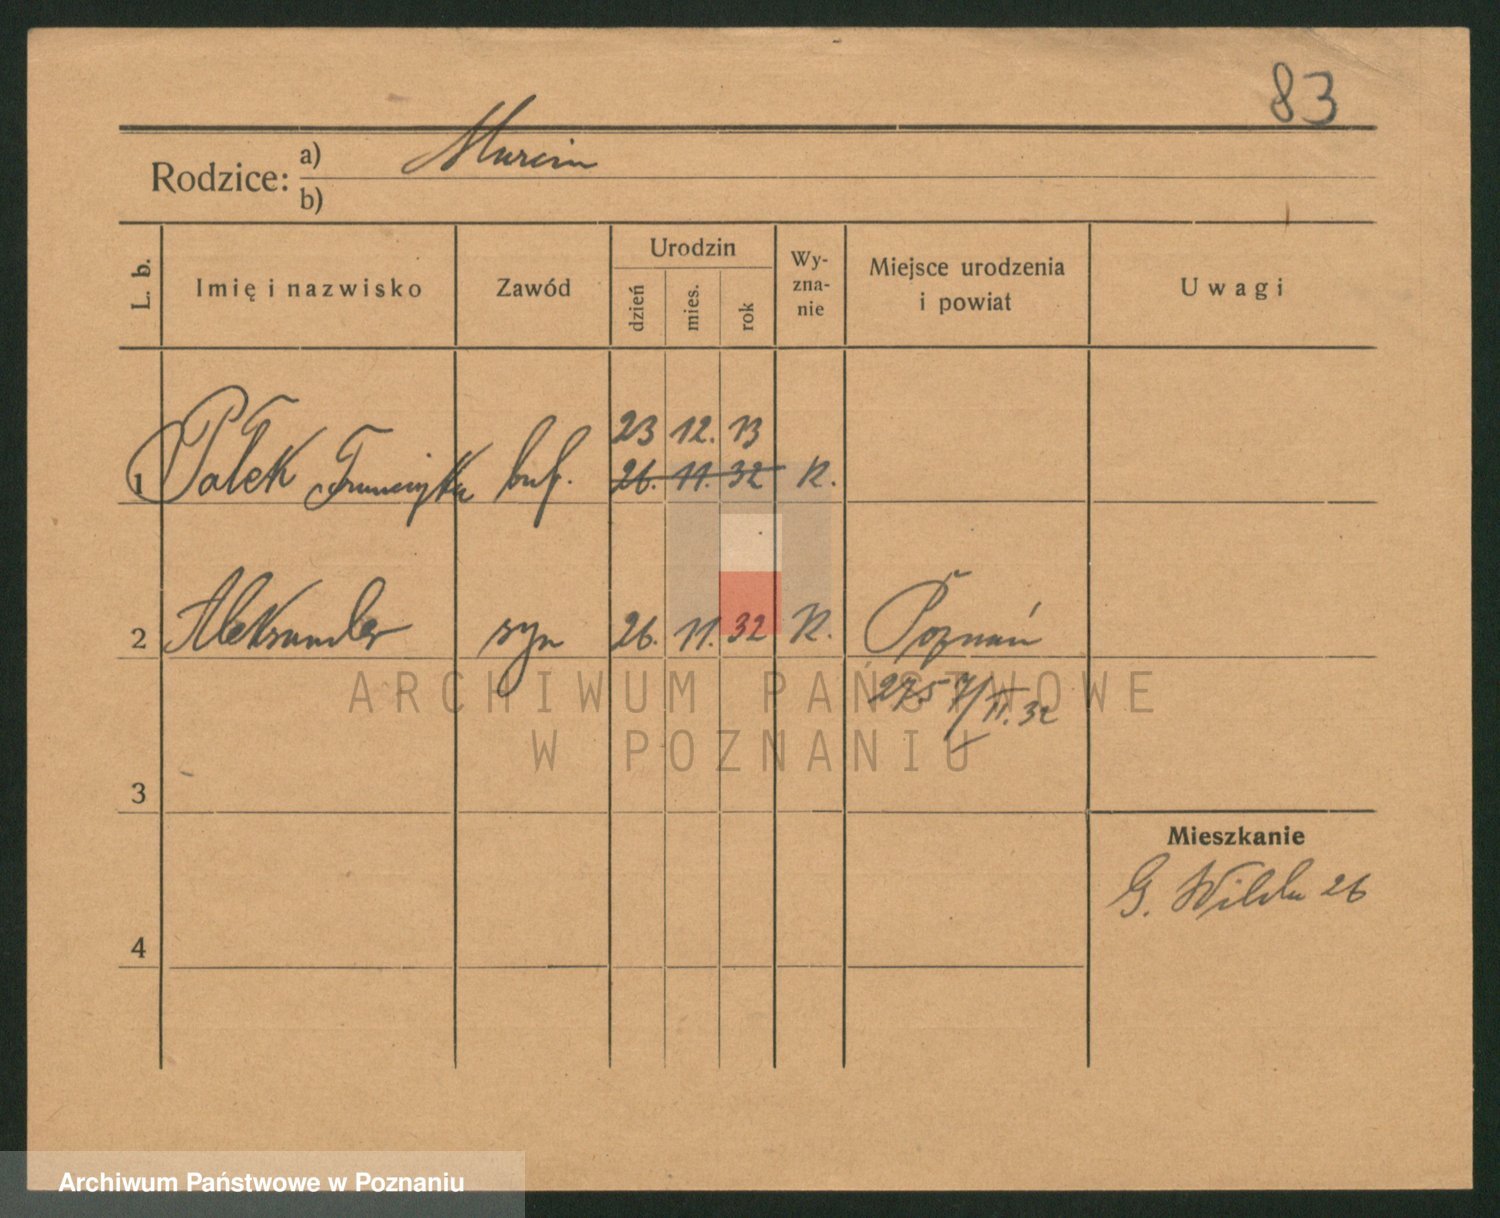 83
Rodzice: a) Marcin
b)
L. b.
Imię i nazwisko
Zawód
Urodzin
dzień
mies.
rok
Wy-
zna-
nie
Miejsce urodzenia
i powiat
Uwagi
23 12. 13
1 Polek Franciszka buf. 26. 11. 32 R.
2 Aleksander syn 26. 11. 32 R. Poznań
ARCHIWUM PAŃSTWOWE
W POZNANIU
3
Mieszkanie
G. Wilda 26
4
Archiwum Państwowe w Poznaniu